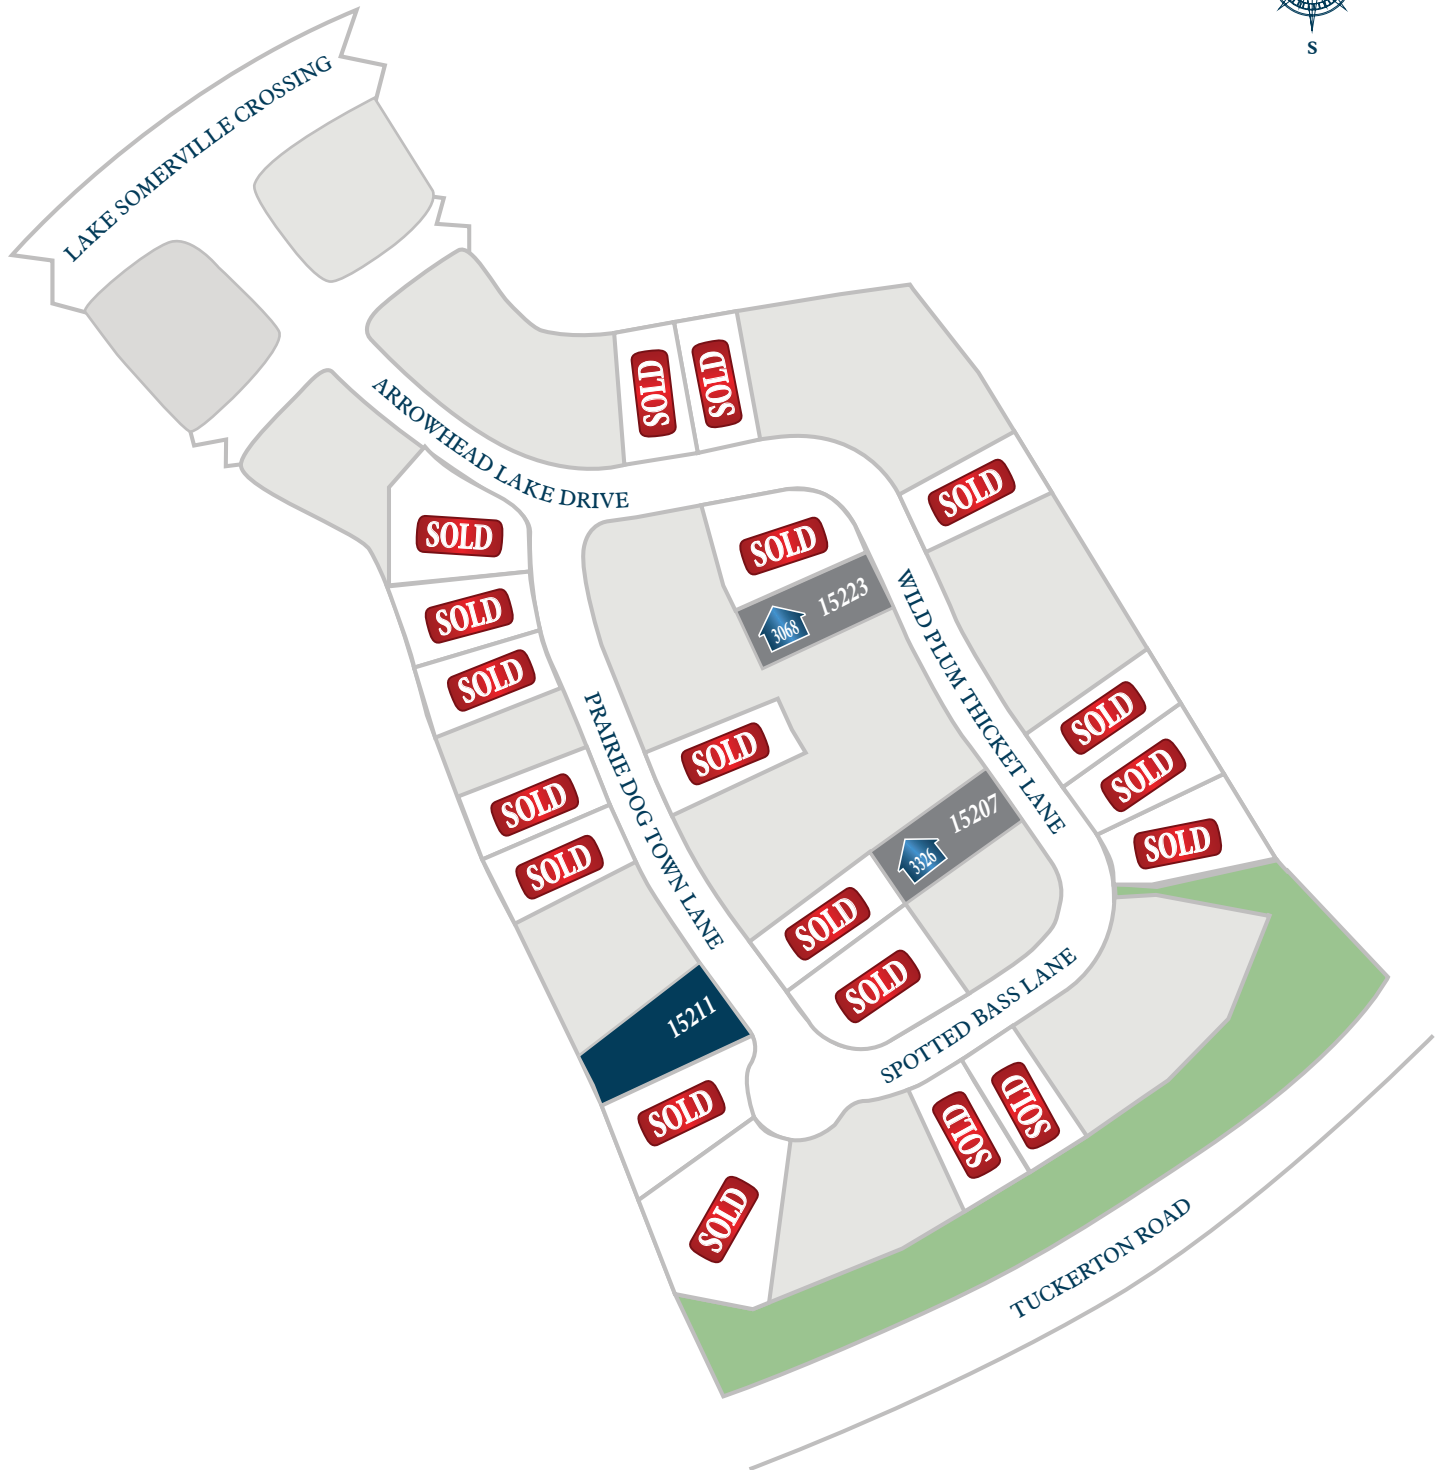 S
LAKE SOMERVILLE CROSSING
SOLD
SOLD
ARROWHEAD LAKE DRIVE
SOLD
SOLD
SOLD
15223
3068
WILD PLUM THICKET LANE
SOLD
SOLD
PRAIRIE DOG TOWN LANE
SOLD
SOLD
SOLD
SOLD
15207
3326
SOLD
SOLD
SOLD
SOLD
SOLD
SPOTTED BASS LANE
15211
SOLD
SOLD
SOLD
SOLD
TUCKERTON ROAD